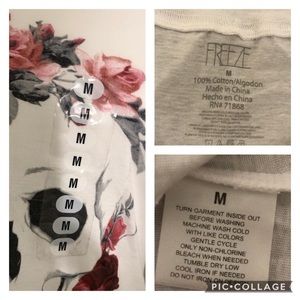 M
M
M
M
M
M
M
M
FREEZE
M
100% Cotton/Algodon
Made in China
Hecho en China
RN# 71868
M
TURN GARMENT INSIDE OUT
BEFORE WASHING
MACHINE WASH COLD
WITH LIKE COLORS
GENTLE CYCLE
ONLY NON-CHLORINE
BLEACH WHEN NEEDED
TUMBLE DRY LOW
COOL IRON IF NEEDED
DO NOT IRON ON
PIC•COLLAGE